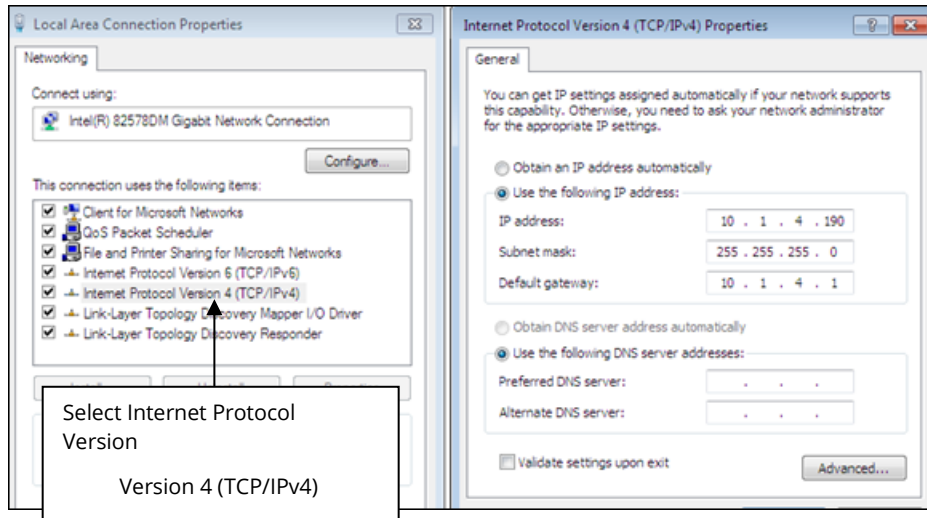 Local Area Connection Properties
Networking
Connect using:
Intel(R) 82578DM Gigabit Network Connection
Configure...
This connection uses the following items:
Client for Microsoft Networks
QoS Packet Scheduler
File and Printer Sharing for Microsoft Networks
Internet Protocol Version 6 (TCP/IPv6)
Internet Protocol Version 4 (TCP/IPv4)
Link-Layer Topology Discovery Mapper I/O Driver
Link-Layer Topology Discovery Responder
Select Internet Protocol
Version
Version 4 (TCP/IPv4)
Internet Protocol Version 4 (TCP/IPv4) Properties
General
You can get IP settings assigned automatically if your network supports
this capability. Otherwise, you need to ask your network administrator
for the appropriate IP settings.
Obtain an IP address automatically
Use the following IP address:
IP address: 10 . 1 . 4 . 190
Subnet mask: 255 . 255 . 255 . 0
Default gateway: 10 . 1 . 4 . 1
Obtain DNS server address automatically
Use the following DNS server addresses:
Preferred DNS server: . . .
Alternate DNS server: . . .
Validate settings upon exit
Advanced...